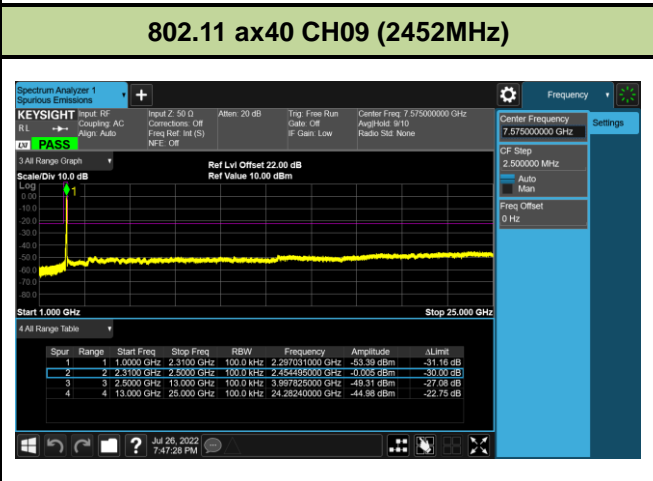 802.11 ax40 CH09 (2452MHz)
Spectrum Analyzer 1
Spurious Emissions
+
Frequency
KEYSIGHT
RL
LXI PASS
Input: RF
Coupling: AC
Align: Auto
Input Z: 50 Ω
Corrections: Off
Freq Ref: Int (S)
NFE: Off
Atten: 20 dB
Trig: Free Run
Gate: Off
IF Gain: Low
Center Freq: 7.575000000 GHz
Avg|Hold: 9/10
Radio Std: None
Center Frequency
7.575000000 GHz
Settings
CF Step
2.500000 MHz
Auto
Man
Freq Offset
0 Hz
3 All Range Graph
Scale/Div 10.0 dB
Ref Lvl Offset 22.00 dB
Ref Value 10.00 dBm
Log
1
0.00
-10.0
-20.0
-30.0
-40.0
-50.0
-60.0
-70.0
-80.0
Start 1.000 GHz
Stop 25.000 GHz
4 All Range Table
Spur Range Start Freq Stop Freq RBW Frequency Amplitude ΔLimit
1 1 1.0000 GHz 2.3100 GHz 100.0 kHz 2.297031000 GHz -53.39 dBm -31.16 dB
2 2 2.3100 GHz 2.5000 GHz 100.0 kHz 2.454495000 GHz -0.005 dBm -30.00 dB
3 3 2.5000 GHz 13.000 GHz 100.0 kHz 3.997825000 GHz -49.31 dBm -27.08 dB
4 4 13.000 GHz 25.000 GHz 100.0 kHz 24.28240000 GHz -44.98 dBm -22.75 dB
?
Jul 26, 2022
7:47:28 PM